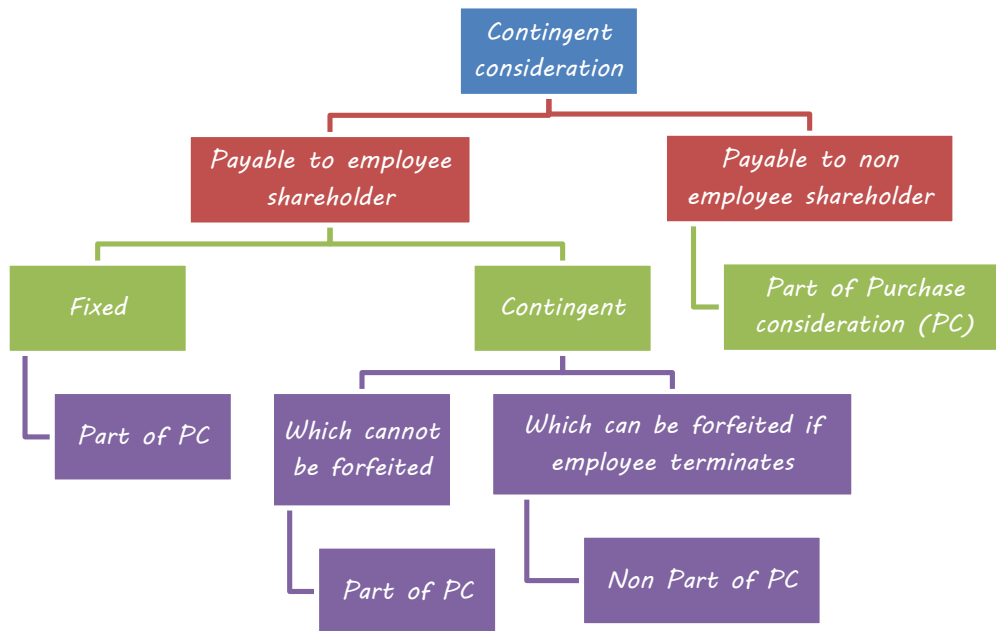 Contingent
consideration
Payable to employee
shareholder
Payable to non
employee shareholder
Fixed
Contingent
Part of Purchase
consideration (PC)
Part of PC
Which cannot
be forfeited
Which can be forfeited if
employee terminates
Part of PC
Non Part of PC